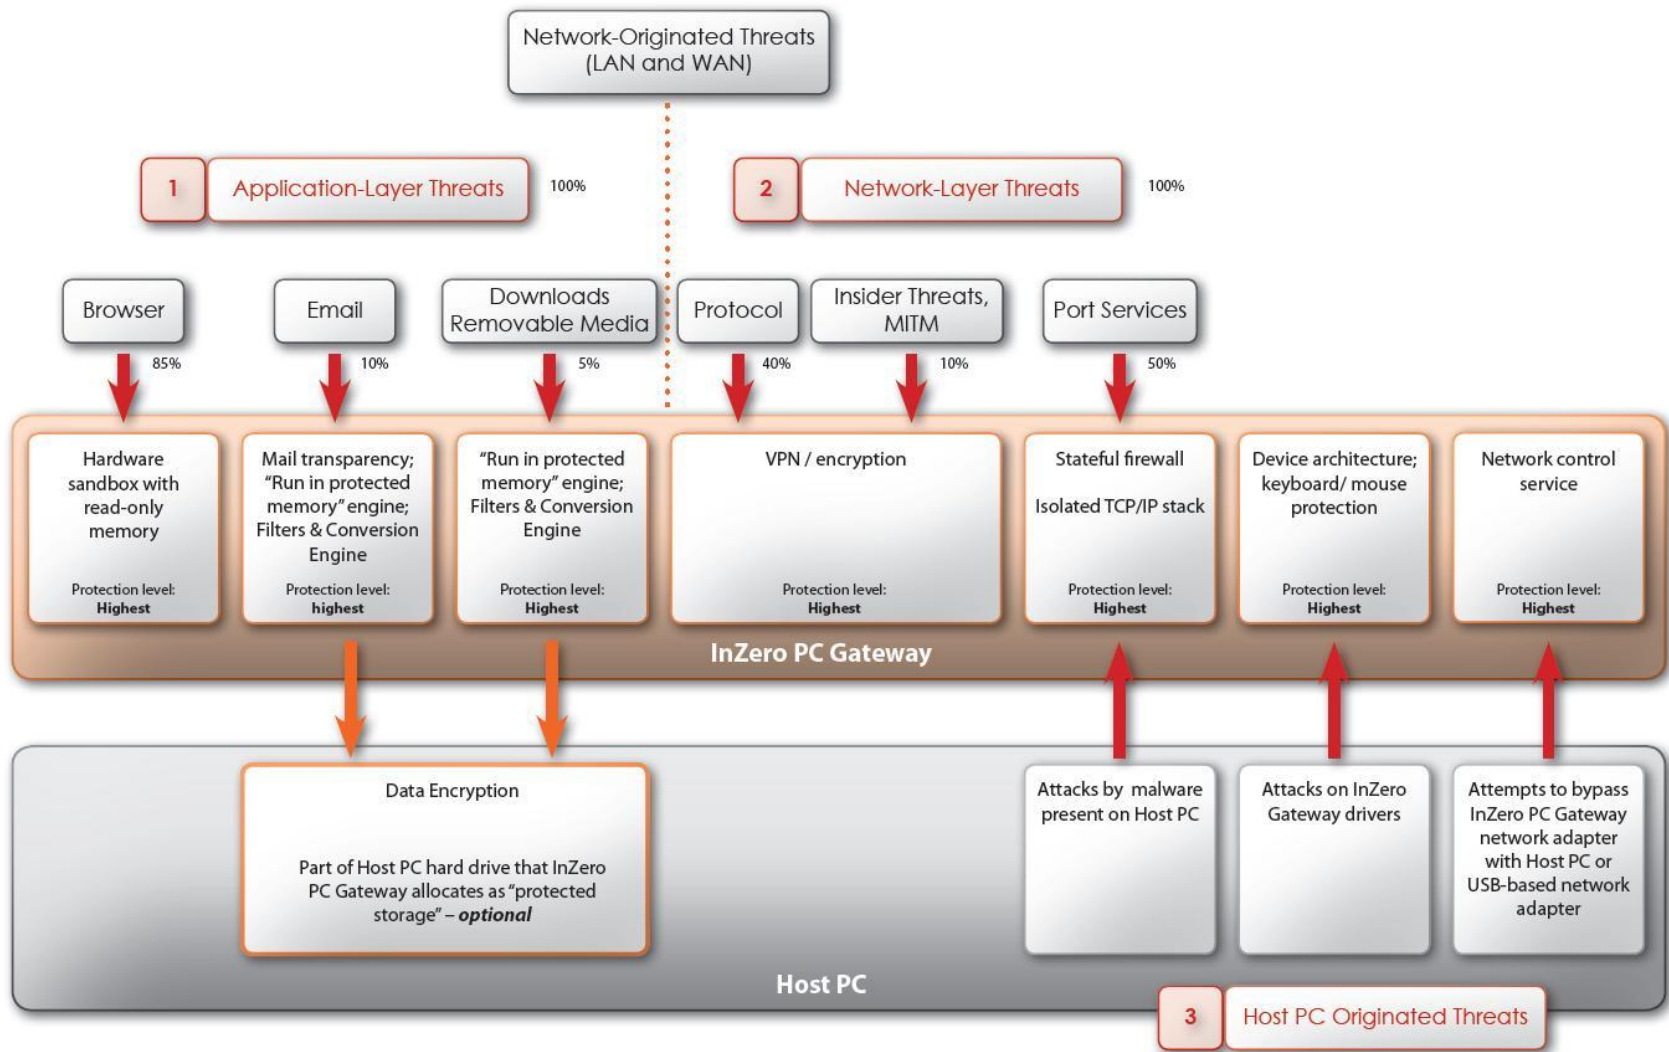 Network-Originated Threats
(LAN and WAN)
1
Application-Layer Threats
100%
2
Network-Layer Threats
100%
Browser
85%
Email
10%
Downloads
Removable Media
5%
Protocol
40%
Insider Threats,
MITM
10%
Port Services
50%
Hardware
sandbox with
read-only
memory
Protection level:
Highest
Mail transparency;
“Run in protected
memory” engine;
Filters & Conversion
Engine
Protection level:
highest
“Run in protected
memory” engine;
Filters & Conversion
Engine
Protection level:
Highest
VPN / encryption
Protection level:
Highest
Stateful firewall
Isolated TCP/IP stack
Protection level:
Highest
Device architecture;
keyboard/ mouse
protection
Protection level:
Highest
Network control
service
Protection level:
Highest
InZero PC Gateway
Data Encryption
Part of Host PC hard drive that InZero
PC Gateway allocates as “protected
storage” – optional
Attacks by malware
present on Host PC
Attacks on InZero
Gateway drivers
Attempts to bypass
InZero PC Gateway
network adapter
with Host PC or
USB-based network
adapter
Host PC
3
Host PC Originated Threats